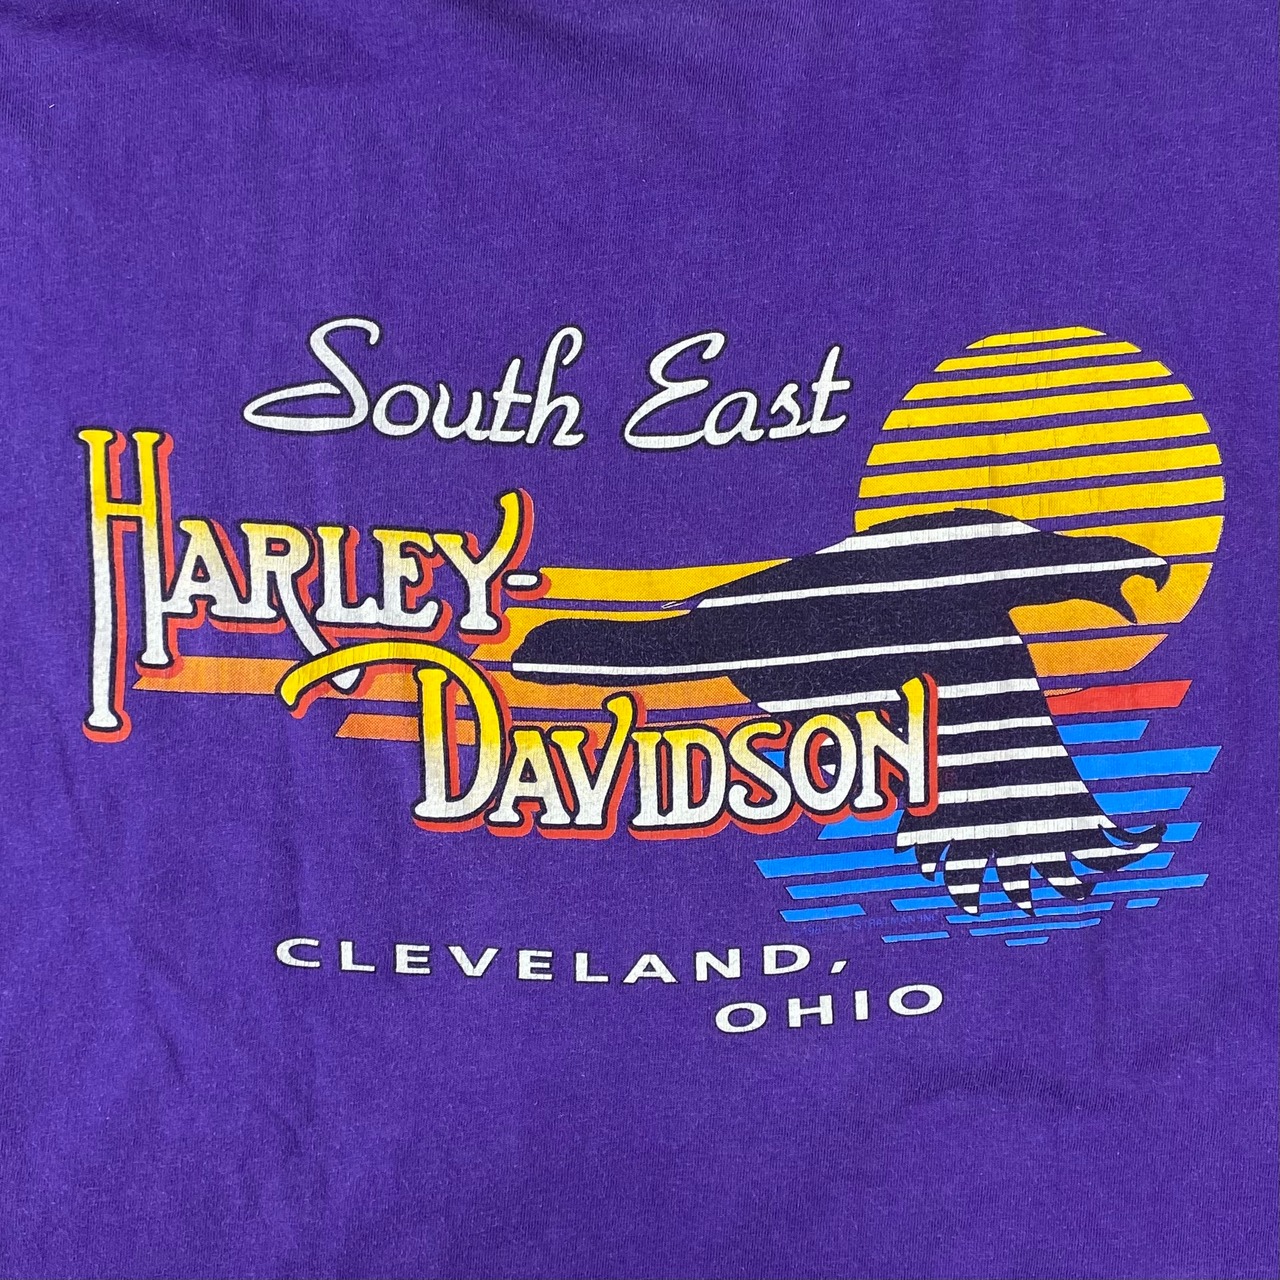 South East
HARLEY-
DAVIDSON
CLEVELAND,
OHIO